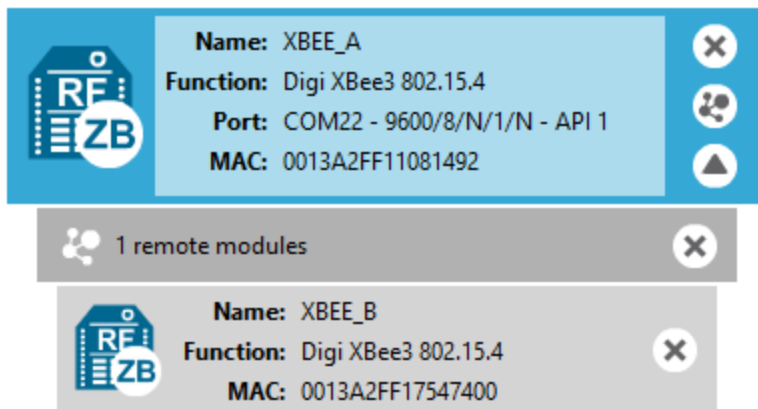 RF
ZB
Name: XBEE_A
Function: Digi XBee3 802.15.4
Port: COM22 - 9600/8/N/1/N - API 1
MAC: 0013A2FF11081492
1 remote modules
RF
ZB
Name: XBEE_B
Function: Digi XBee3 802.15.4
MAC: 0013A2FF17547400